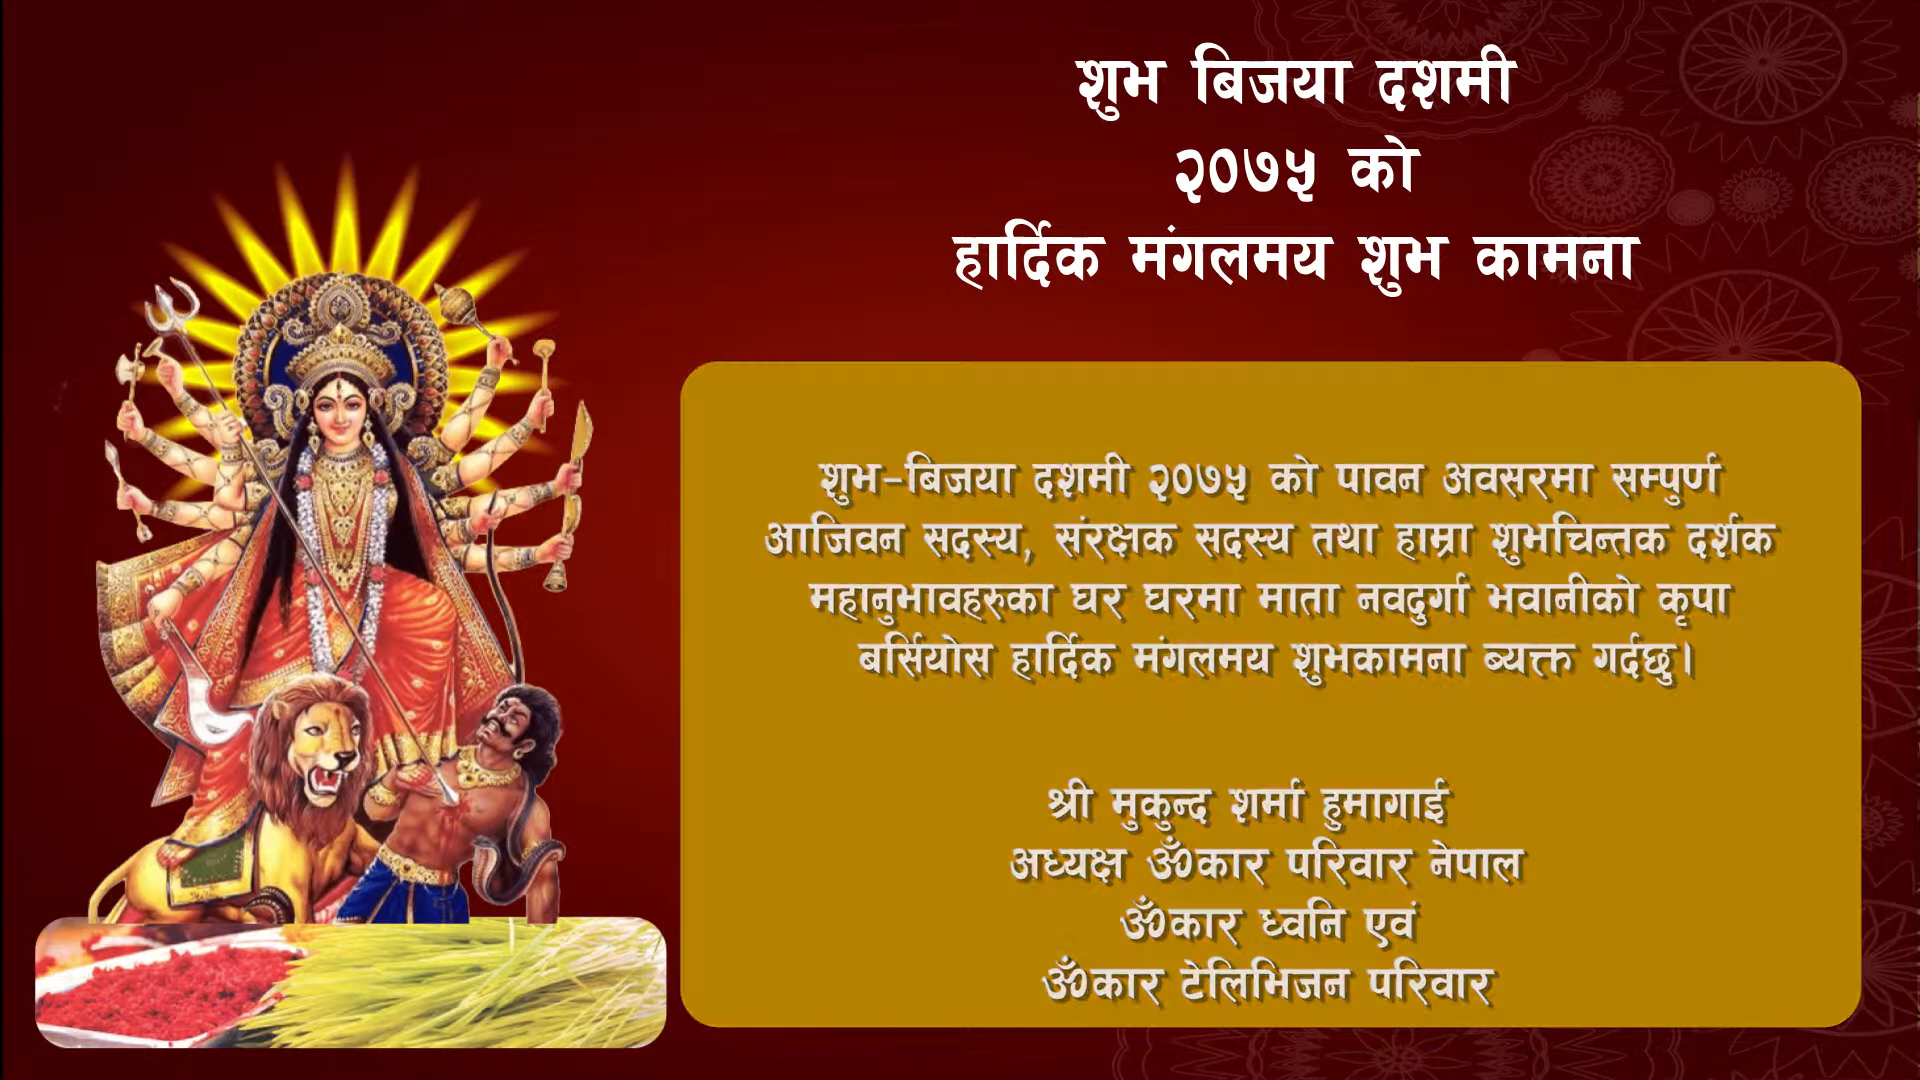 शुभ बिजया दशमी
२०७५ को
हार्दिक मंगलमय शुभ कामना
शुभ-बिजया दशमी २०७५ को पावन अवसरमा सम्पुर्ण
आजिवन सदस्य, संरक्षक सदस्य तथा हाम्रा शुभचिन्तक दर्शक
महानुभावहरुका घर घरमा माता नवदुर्गा भवानीको कृपा
बर्सियोस हार्दिक मंगलमय शुभकामना ब्यक्त गर्दछु।
श्री मुकुन्द शर्मा हुमागाई
अध्यक्ष ॐकार परिवार नेपाल
ॐकार ध्वनि एवं
ॐकार टेलिभिजन परिवार